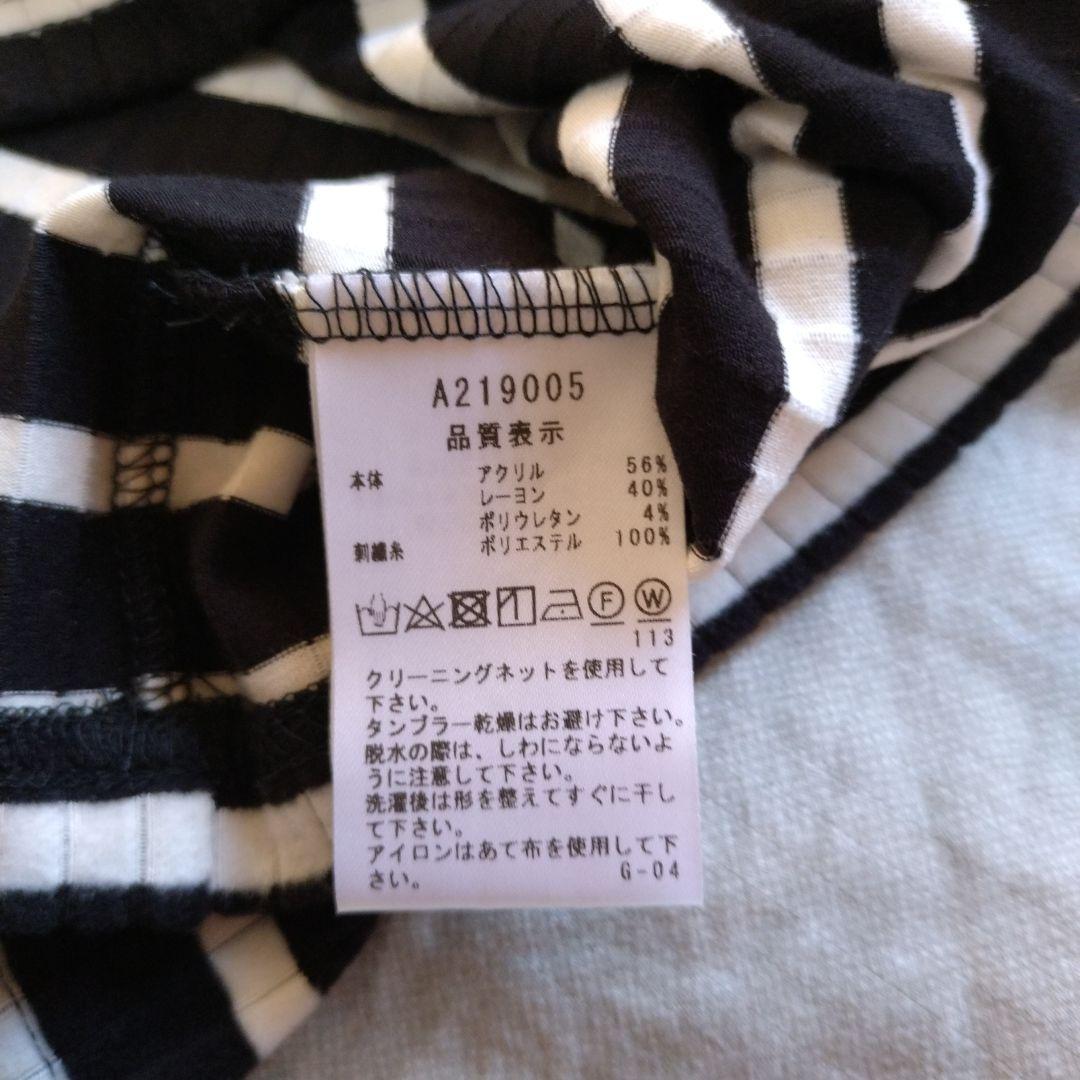 A219005
品質表示
本体 アクリル 56%
レーヨン 40%
ポリウレタン 4%
刺繍糸 ポリエステル 100%
F W
113
クリーニングネットを使用して
下さい。
タンブラー乾燥はお避け下さい。
脱水の際は、しわにならないよ
うに注意して下さい。
洗濯後は形を整えてすぐに干し
て下さい。
アイロンはあて布を使用して下
さい。 G-04